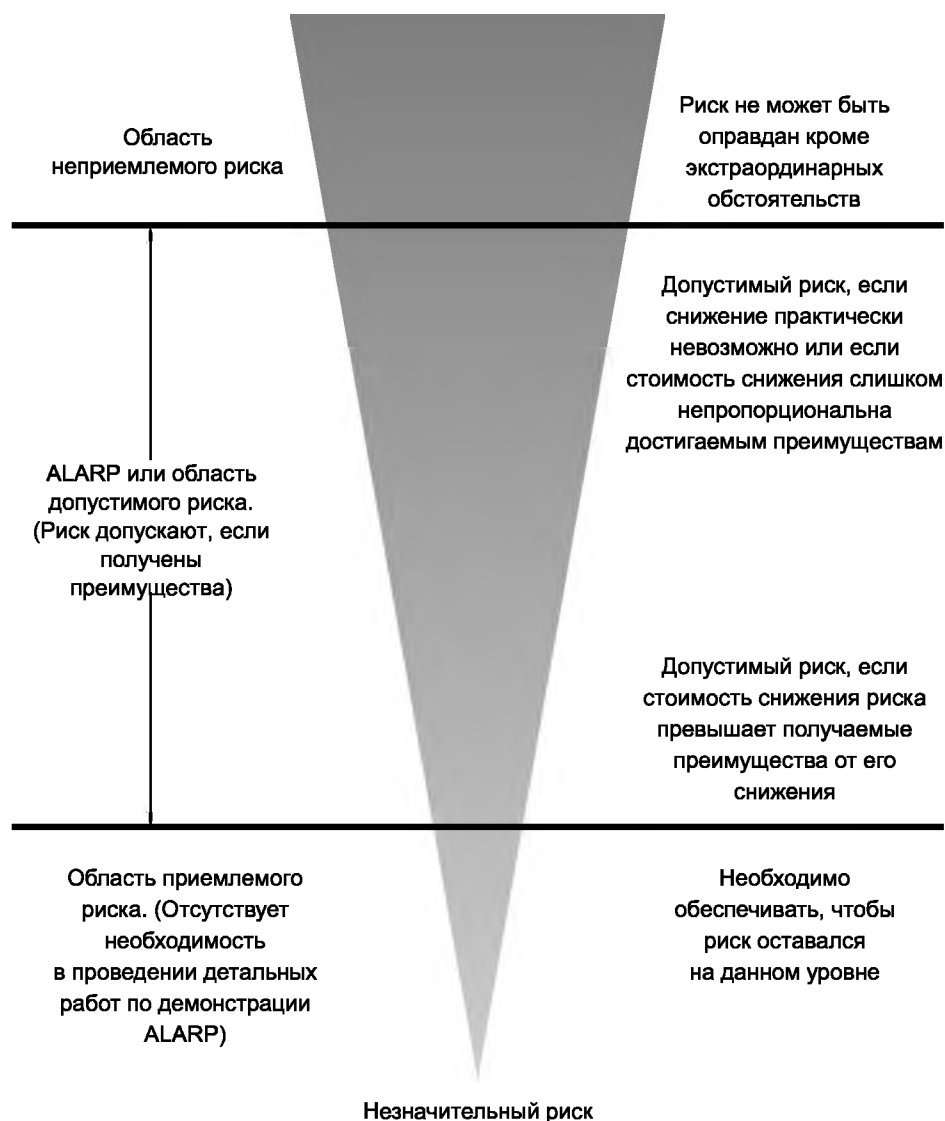 Область
неприемлемого риска
Риск не может быть
оправдан кроме
экстраординарных
обстоятельств
Допустимый риск, если
снижение практически
невозможно или если
стоимость снижения слишком
непропорциональна
достигаемым преимуществам
ALARP или область
допустимого риска.
(Риск допускают, если
получены
преимущества)
Допустимый риск, если
стоимость снижения риска
превышает получаемые
преимущества от его
снижения
Область приемлемого
риска. (Отсутствует
необходимость
в проведении детальных
работ по демонстрации
ALARP)
Необходимо
обеспечивать, чтобы
риск оставался
на данном уровне
Незначительный риск